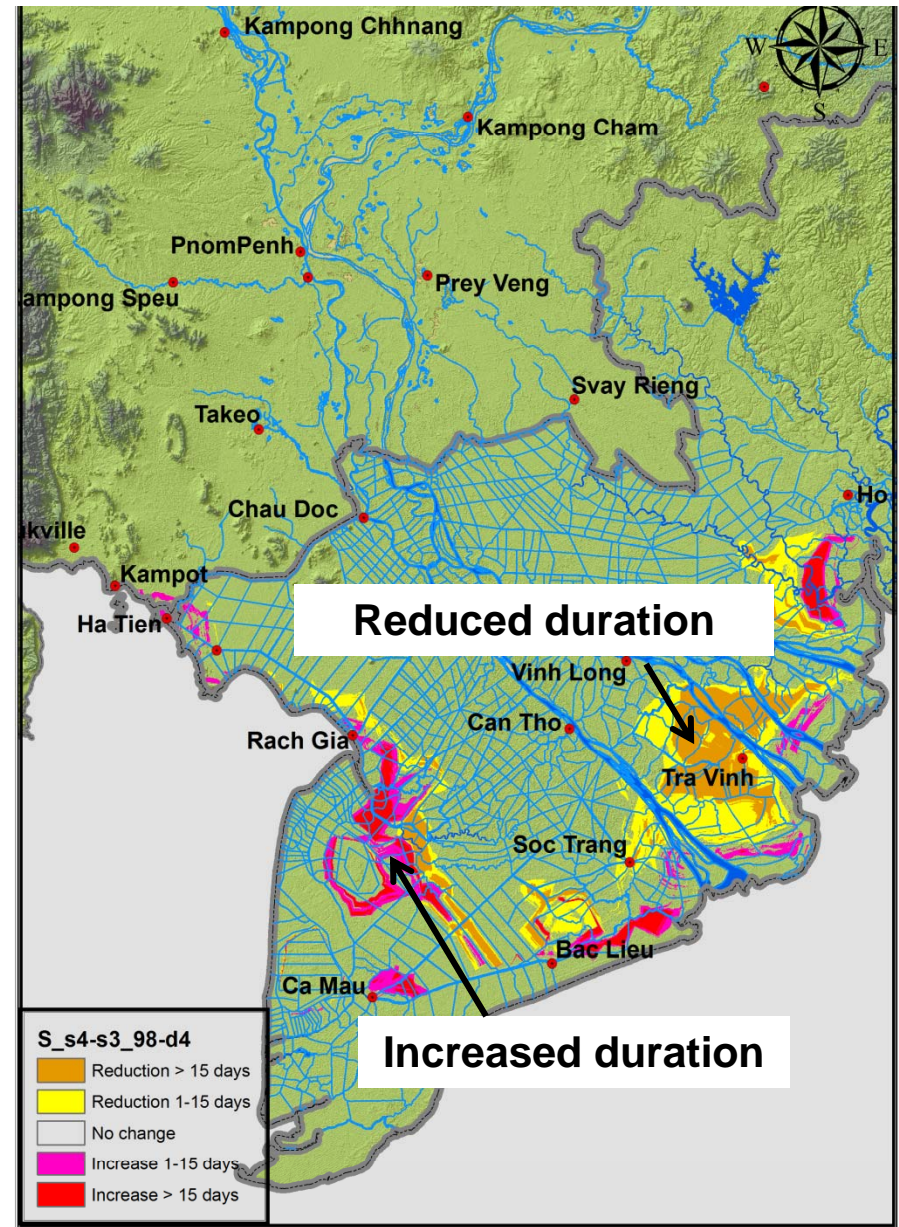 Kampong Chhnang
W
E
S
Kampong Cham
PnomPenh
ampong Speu
Prey Veng
Svay Rieng
Takeo
Chau Doc
Ho
kville
Kampot
Ha Tien
Reduced duration
Vinh Long
Can Tho
Rach Gia
Tra Vinh
Soc Trang
Bac Lieu
Ca Mau
Increased duration
S_s4-s3_98-d4
Reduction > 15 days
Reduction 1-15 days
No change
Increase 1-15 days
Increase > 15 days